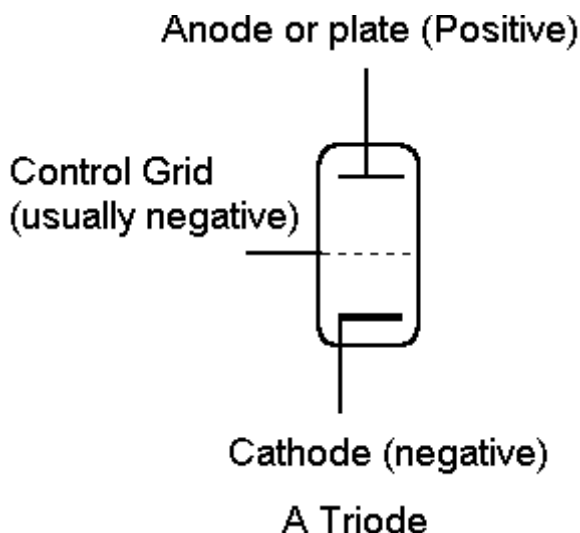 Anode or plate (Positive)
Control Grid
(usually negative)
Cathode (negative)
A Triode